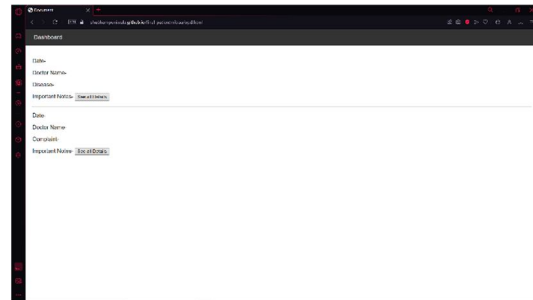 Document
Dashboard
Date-
Doctor Name-
Disease-
Important Notes- See all Details
Date-
Doctor Name-
Complaint-
Important Notes- See all Details